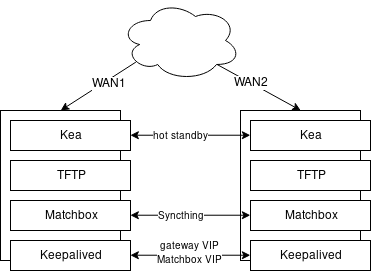 WAN1
WAN2
Kea
hot standby
Kea
TFTP
TFTP
Matchbox
Syncthing
Matchbox
Keepalived
gateway VIP
Matchbox VIP
Keepalived